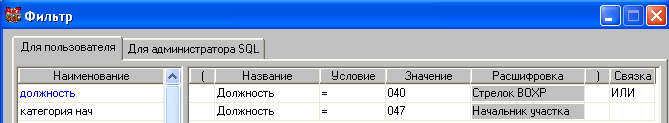 Фильтр
Для пользователя Для администратора SQL
Наименование ( Название Условие Значение Расшифровка ) Связка
должность Должность = 040 Стрелок ВОХР ИЛИ
категория нач Должность = 047 Начальник участка